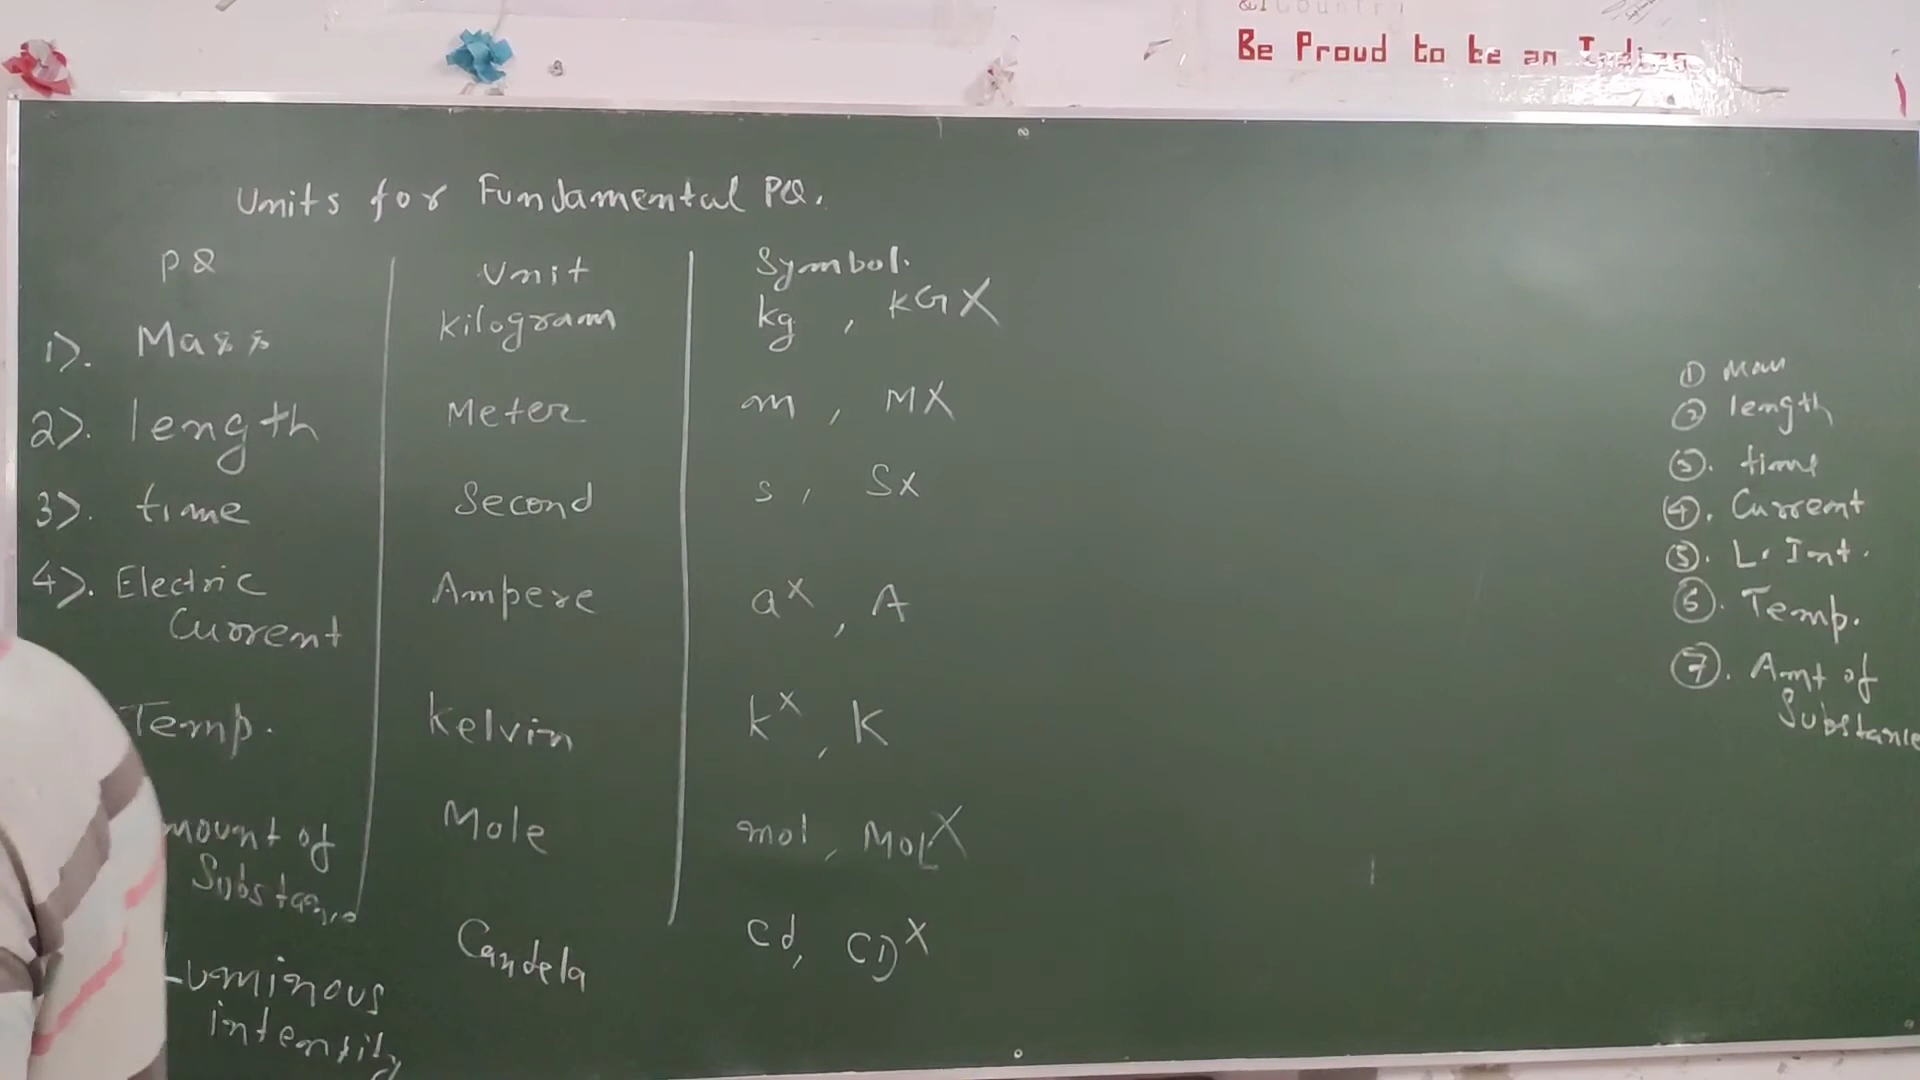 Be Proud to be an Indian
Units for Fundamental PQ.
PQ Unit Symbol.
1). Mass Kilogram kg , KG X
2). length Meter m , M X
3). time Second s , S X
4). Electric Current Ampere a X , A
Temp. Kelvin k X , K
mount of Substance Mole mol , MOL X
Luminous intensity Candela Cd, CD X
① Mass
② length
③. time
④. Current
⑤. L. Int.
⑥. Temp.
⑦. Amt of
Substance